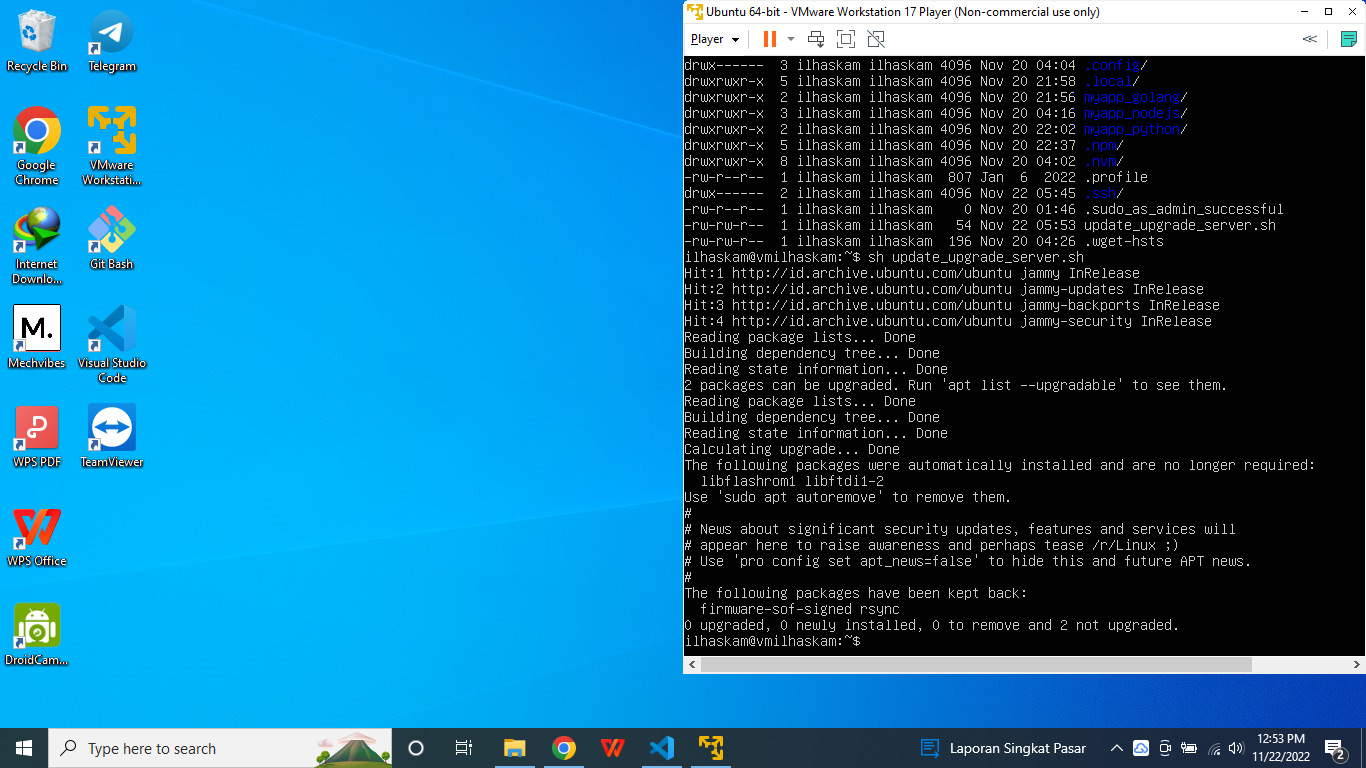 Recycle Bin
Telegram
Google Chrome
VMware Workstati...
Internet Downlo...
Git Bash
Mechvibes
Visual Studio Code
WPS PDF
TeamViewer
WPS Office
DroidCam...
Ubuntu 64-bit - VMware Workstation 17 Player (Non-commercial use only)
Player
drwx------  3 ilhaskam ilhaskam 4096 Nov 20 04:04 .config/
drwxrwxr-x  5 ilhaskam ilhaskam 4096 Nov 20 21:58 .local/
drwxrwxr-x  2 ilhaskam ilhaskam 4096 Nov 20 21:56 myapp_golang/
drwxrwxr-x  3 ilhaskam ilhaskam 4096 Nov 20 04:16 myapp_nodejs/
drwxrwxr-x  2 ilhaskam ilhaskam 4096 Nov 20 22:02 myapp_python/
drwxrwxr-x  5 ilhaskam ilhaskam 4096 Nov 20 22:37 .npm/
drwxrwxr-x  8 ilhaskam ilhaskam 4096 Nov 20 04:02 .nvm/
-rw-r--r--  1 ilhaskam ilhaskam  807 Jan  6  2022 .profile
drwx------  2 ilhaskam ilhaskam 4096 Nov 22 05:45 .ssh/
-rw-r--r--  1 ilhaskam ilhaskam    0 Nov 20 01:46 .sudo_as_admin_successful
-rw-rw-r--  1 ilhaskam ilhaskam   54 Nov 22 05:53 update_upgrade_server.sh
-rw-rw-r--  1 ilhaskam ilhaskam  196 Nov 20 04:26 .wget-hsts
ilhaskam@vmilhaskam:~$ sh update_upgrade_server.sh
Hit:1 http://id.archive.ubuntu.com/ubuntu jammy InRelease
Hit:2 http://id.archive.ubuntu.com/ubuntu jammy-updates InRelease
Hit:3 http://id.archive.ubuntu.com/ubuntu jammy-backports InRelease
Hit:4 http://id.archive.ubuntu.com/ubuntu jammy-security InRelease
Reading package lists... Done
Building dependency tree... Done
Reading state information... Done
2 packages can be upgraded. Run 'apt list --upgradable' to see them.
Reading package lists... Done
Building dependency tree... Done
Reading state information... Done
Calculating upgrade... Done
The following packages were automatically installed and are no longer required:
  libflashrom1 libftdi1-2
Use 'sudo apt autoremove' to remove them.
#
# News about significant security updates, features and services will
# appear here to raise awareness and perhaps tease /r/Linux ;)
# Use 'pro config set apt_news=false' to hide this and future APT news.
#
The following packages have been kept back:
  firmware-sof-signed rsync
0 upgraded, 0 newly installed, 0 to remove and 2 not upgraded.
ilhaskam@vmilhaskam:~$
Type here to search
Laporan Singkat Pasar
12:53 PM
11/22/2022
2